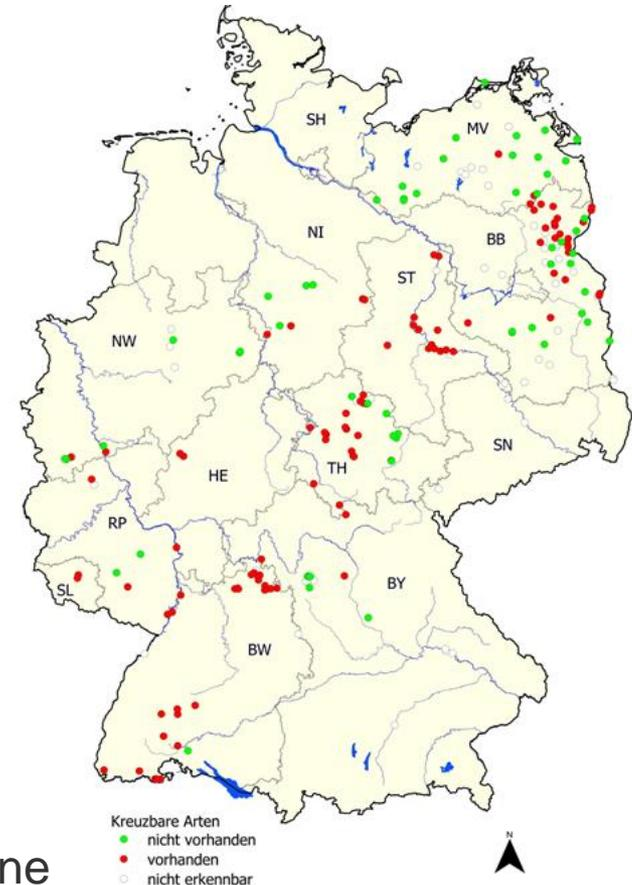 SH
MV
NI
BB
ST
NW
SN
TH
HE
RP
SL
BY
BW
Kreuzbare Arten
nicht vorhanden
vorhanden
nicht erkennbar
N
ne